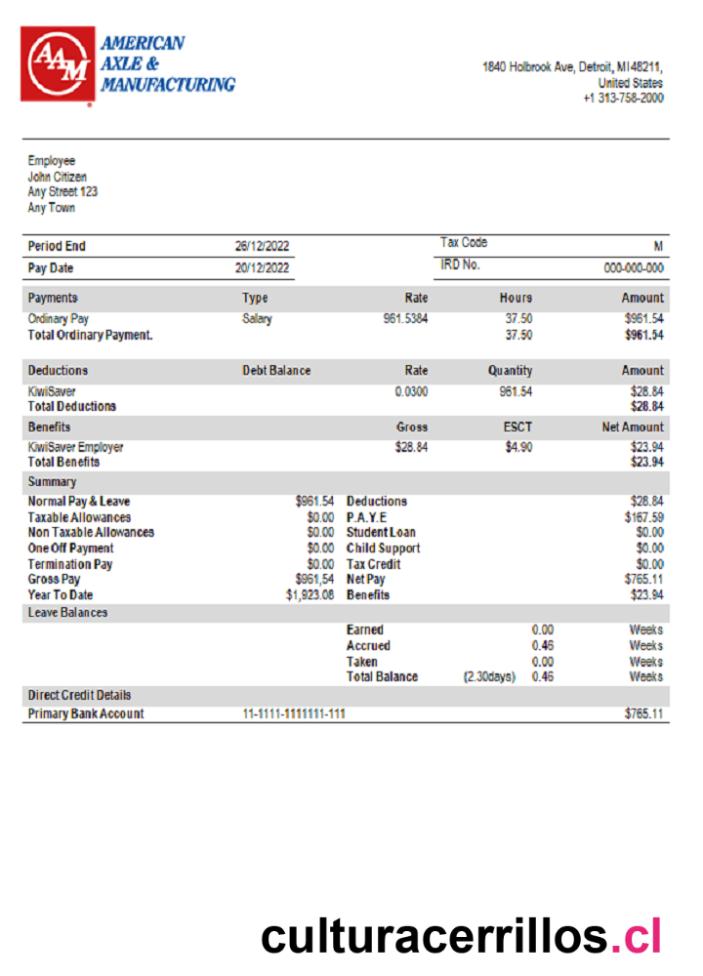 AAM
AMERICAN
AXLE &
MANUFACTURING
1840 Holbrook Ave, Detroit, MI48211,
United States
+1 313-758-2000
Employee
John Citizen
Any Street 123
Any Town
Period End 26/12/2022 Tax Code M
Pay Date 20/12/2022 IRD No. 000-000-000
Payments Type Rate Hours Amount
Ordinary Pay Salary 961.5384 37.50 $961.54
Total Ordinary Payment. 37.50 $961.54
Deductions Debt Balance Rate Quantity Amount
KiwiSaver 0.0300 961.54 $28.84
Total Deductions $28.84
Benefits Gross ESCT Net Amount
KiwiSaver Employer $28.84 $4.90 $23.94
Total Benefits $23.94
Summary
Normal Pay & Leave $961.54 Deductions $28.84
Taxable Allowances $0.00 P.A.Y.E $167.59
Non Taxable Allowances $0.00 Student Loan $0.00
One Off Payment $0.00 Child Support $0.00
Termination Pay $0.00 Tax Credit $0.00
Gross Pay $961,54 Net Pay $765.11
Year To Date $1,923.08 Benefits $23.94
Leave Balances
Earned 0.00 Weeks
Accrued 0.46 Weeks
Taken 0.00 Weeks
Total Balance (2.30days) 0.46 Weeks
Direct Credit Details
Primary Bank Account 11-1111-1111111-111 $765.11
culturacerrillos.cl